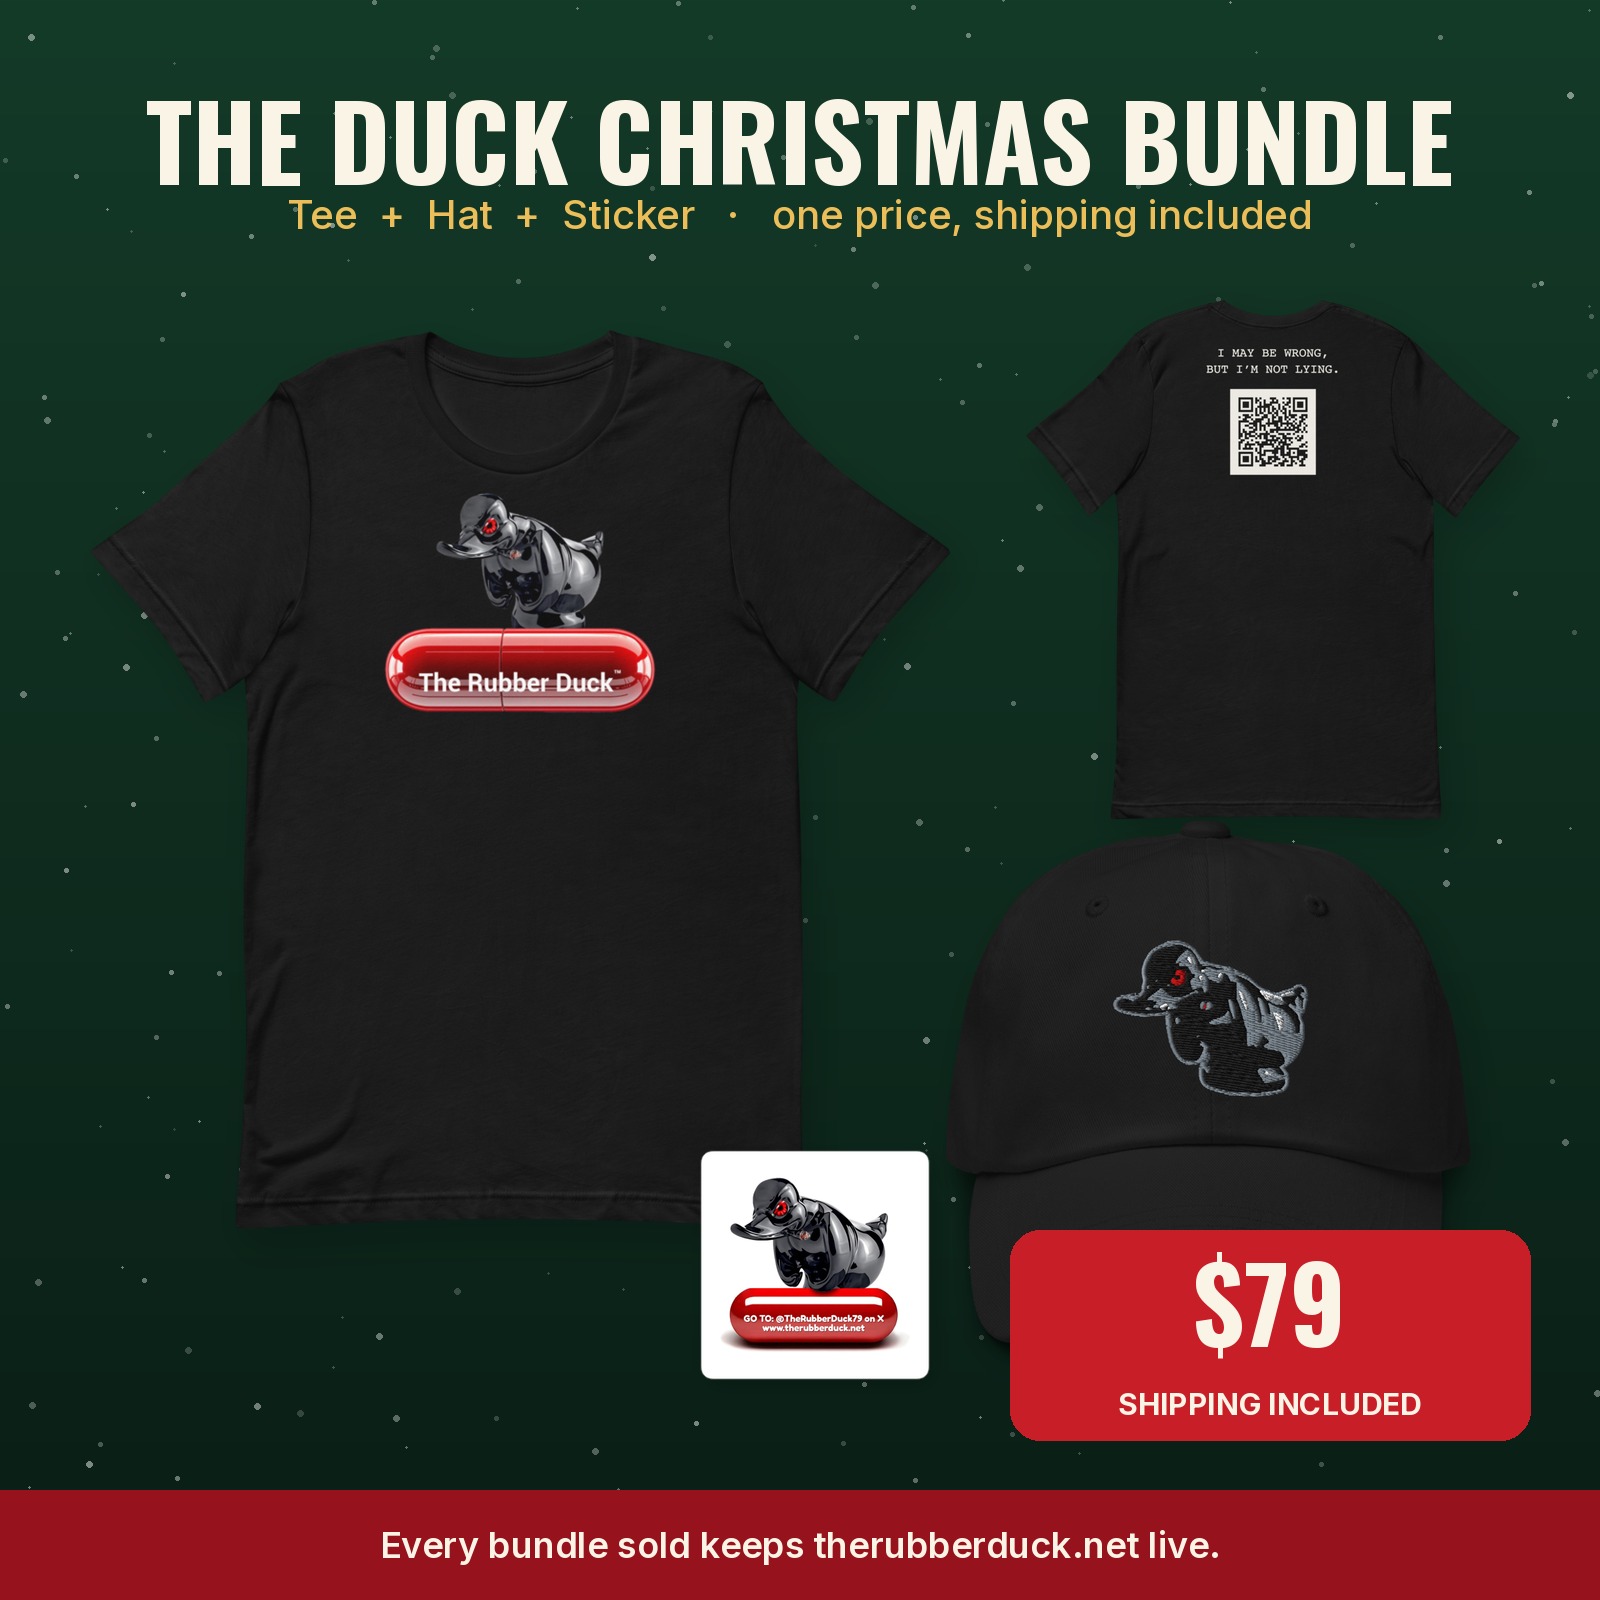 THE DUCK CHRISTMAS BUNDLE
Tee + Hat + Sticker · one price, shipping included
I MAY BE WRONG,
BUT I'M NOT LYING.
The Rubber Duck™
GO TO: @TheRubberDuck79 on X
www.therubberduck.net
$79
SHIPPING INCLUDED
Every bundle sold keeps therubberduck.net live.